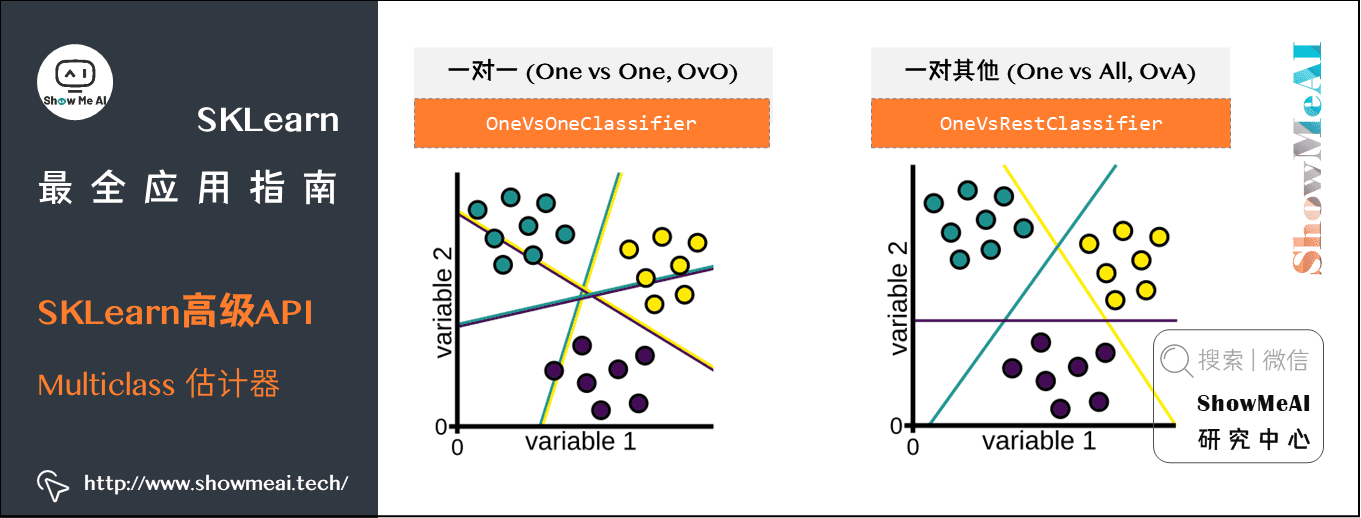 Show Me AI
SKLearn
最全应用指南
SKLearn高级API
Multiclass 估计器
http://www.showmeai.tech/
一对一 (One vs One, OvO)
OneVsOneClassifier
variable 2
0
0
variable 1
一对其他 (One vs All, OvA)
OneVsRestClassifier
variable 2
0
0
variable 1
ShowMeAI
搜索 | 微信
ShowMeAI
研究中心